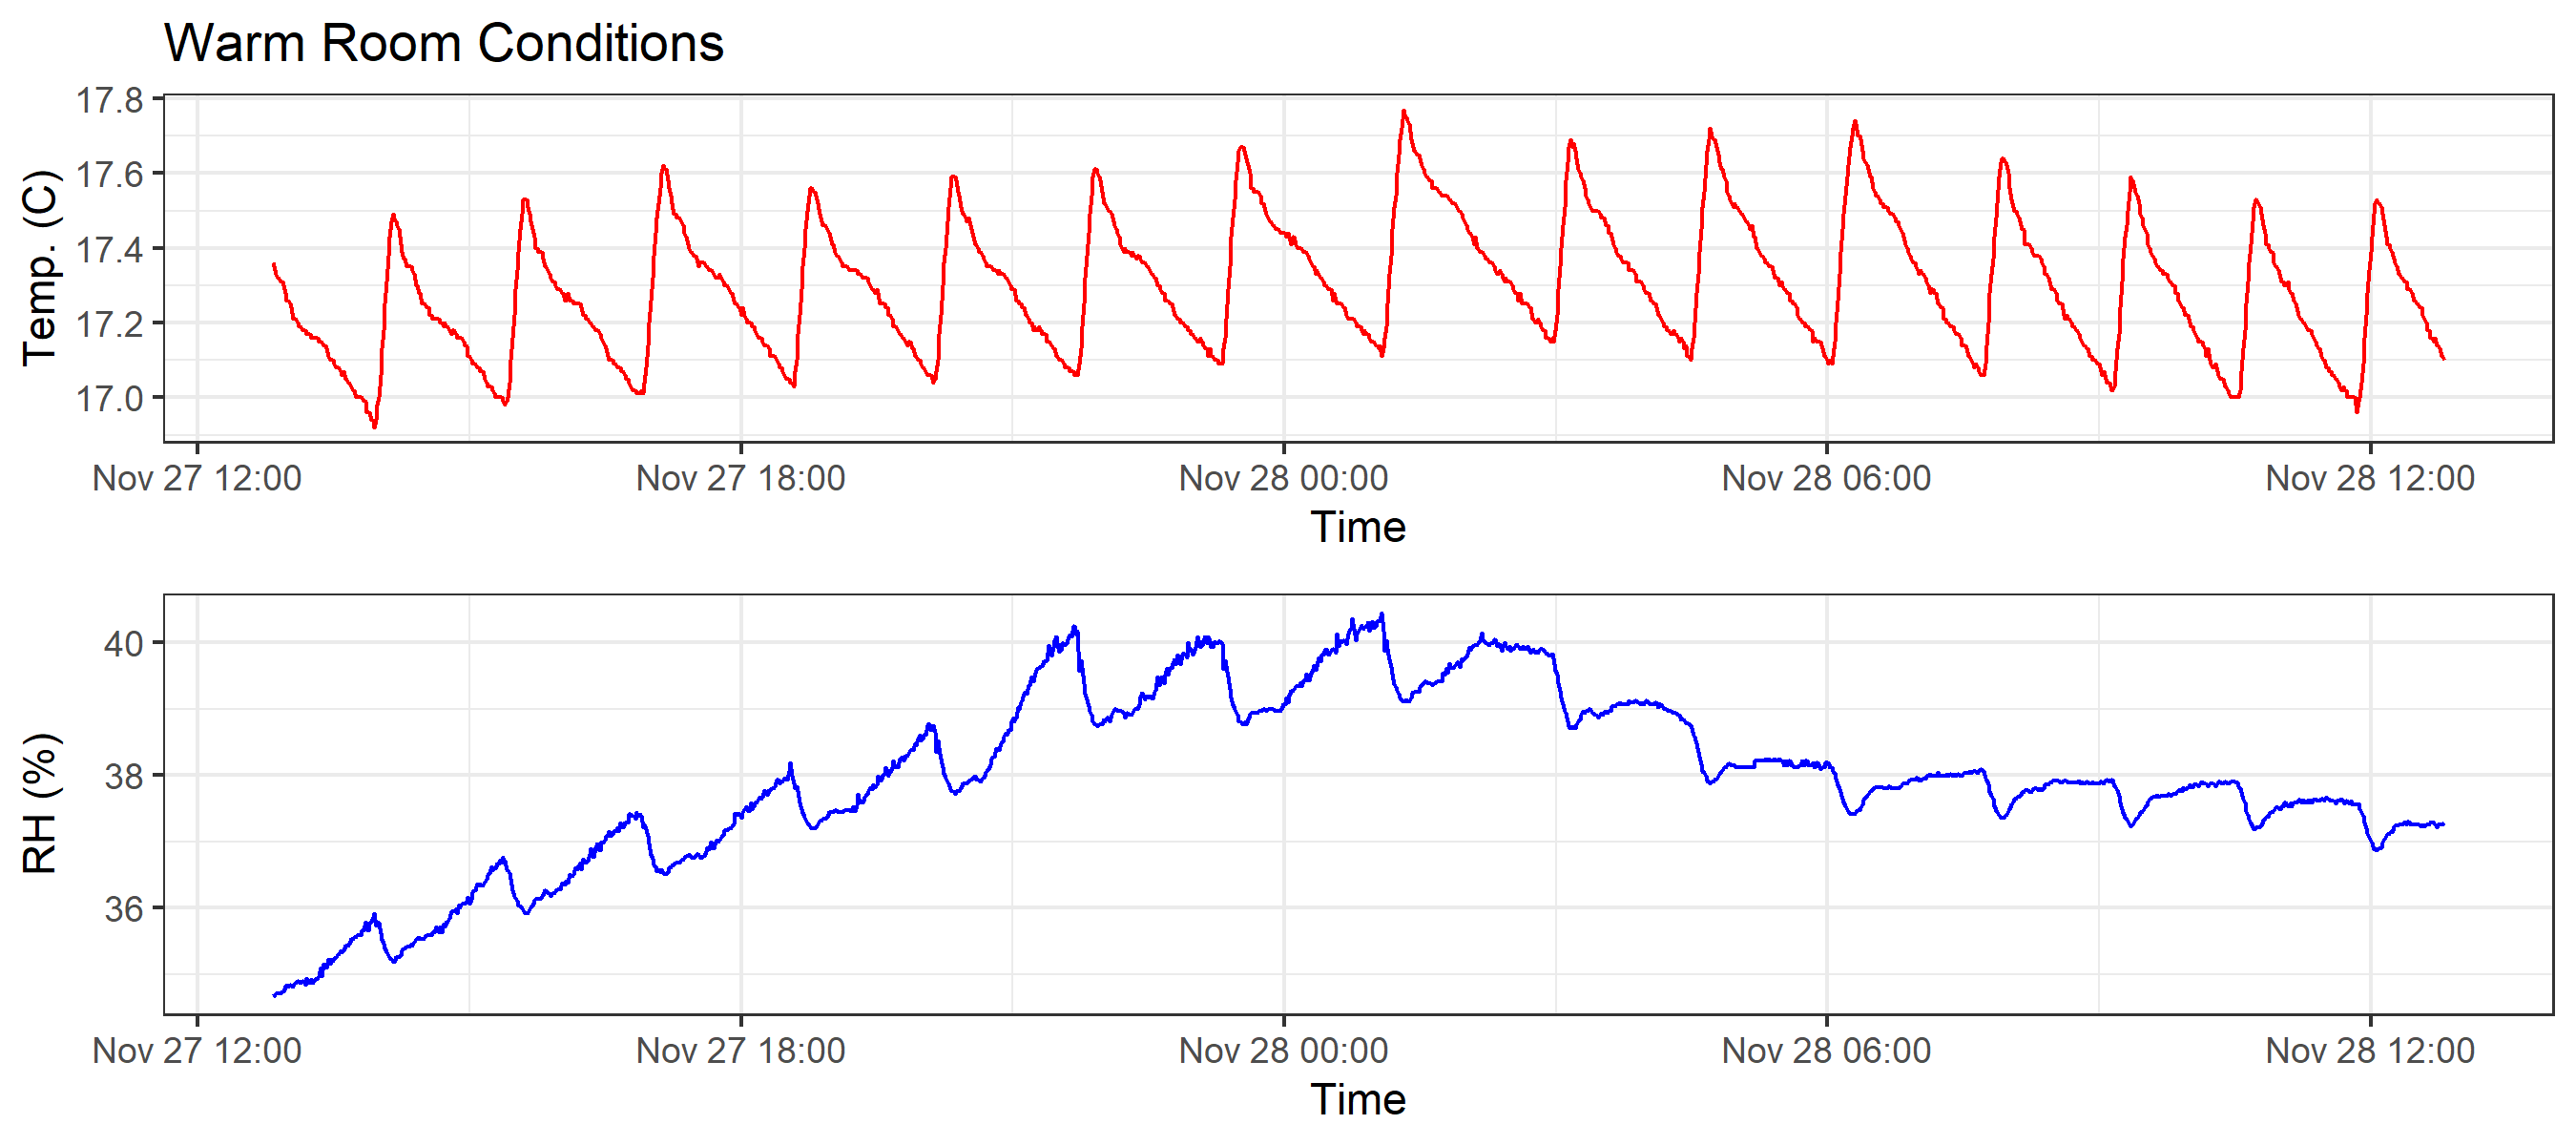 Warm Room Conditions
Temp. (C)
17.8
17.6
17.4
17.2
17.0
Nov 27 12:00 Nov 27 18:00 Nov 28 00:00 Nov 28 06:00 Nov 28 12:00
Time
RH (%)
40
38
36
Nov 27 12:00 Nov 27 18:00 Nov 28 00:00 Nov 28 06:00 Nov 28 12:00
Time